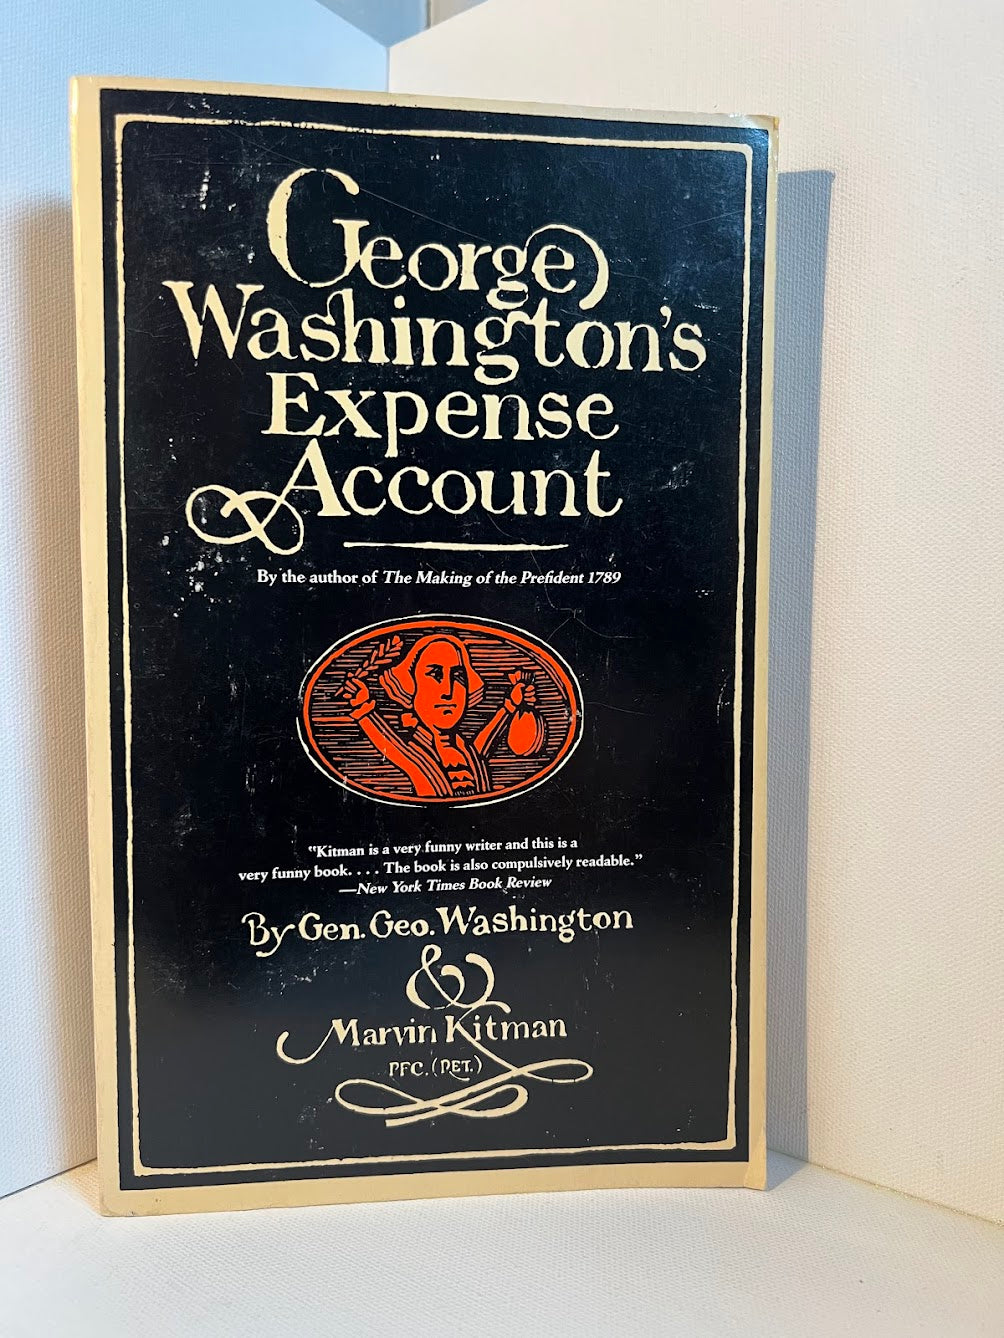 George
Washington's
Expense
Account
By the author of The Making of the Prefident 1789
"Kitman is a very funny writer and this is a
very funny book. . . . The book is also compulsively readable."
—New York Times Book Review
By Gen. Geo. Washington
&
Marvin Kitman
PFC. (RET.)